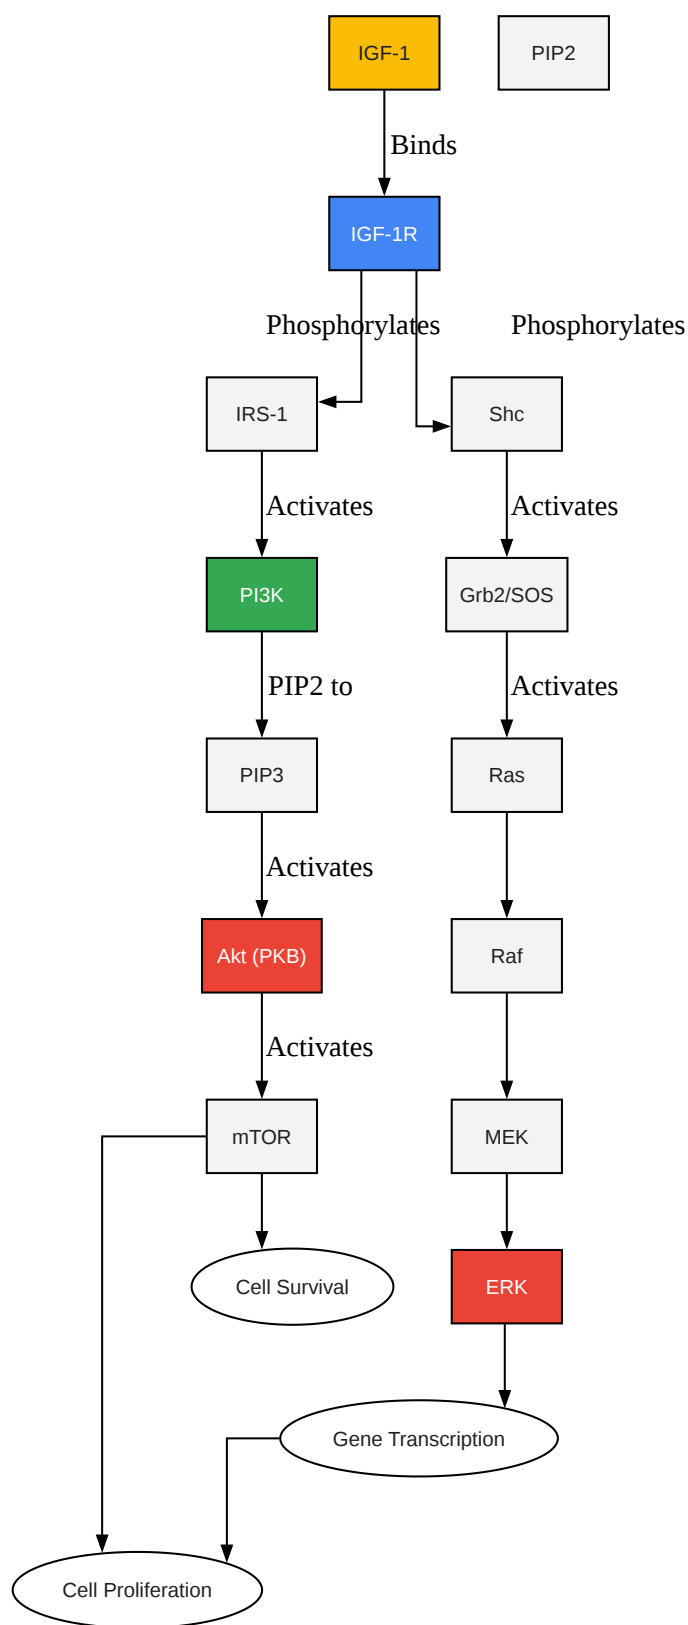 IGF-1
PIP2
Binds
IGF-1R
Phosphorylates
Phosphorylates
IRS-1
Shc
Activates
Activates
PI3K
Grb2/SOS
PIP2 to
Activates
PIP3
Ras
Activates
Akt (PKB)
Raf
Activates
mTOR
MEK
Cell Survival
ERK
Gene Transcription
Cell Proliferation